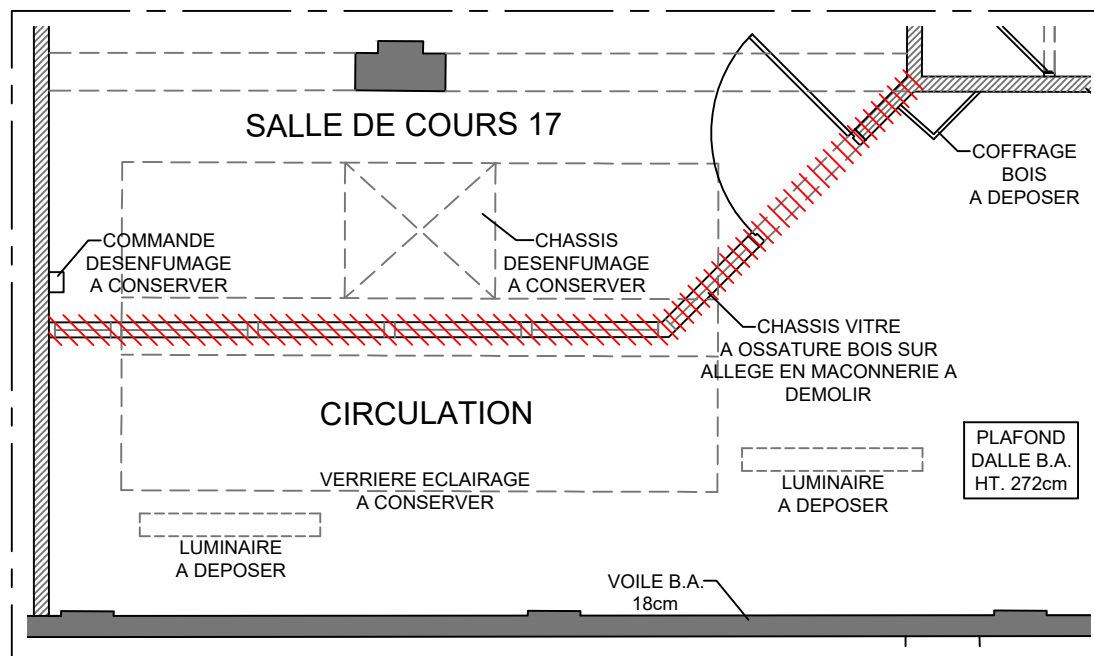 SALLE DE COURS 17
COFFRAGE
BOIS
A DEPOSER
COMMANDE
DESENFUMAGE
A CONSERVER
CHASSIS
DESENFUMAGE
A CONSERVER
CHASSIS VITRE
A OSSATURE BOIS SUR
ALLEGE EN MACONNERIE A
DEMOLIR
CIRCULATION
VERRIERE ECLAIRAGE
A CONSERVER
LUMINAIRE
A DEPOSER
PLAFOND
DALLE B.A.
HT. 272cm
LUMINAIRE
A DEPOSER
VOILE B.A.
18cm